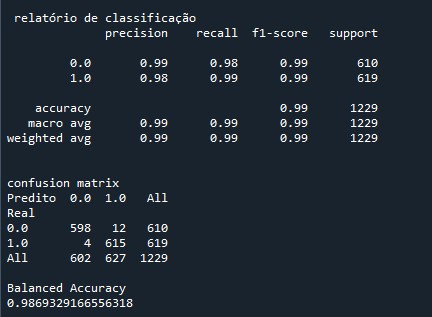 relatório de classificação
precision recall f1-score support
0.0 0.99 0.98 0.99 610
1.0 0.98 0.99 0.99 619
accuracy 0.99 1229
macro avg 0.99 0.99 0.99 1229
weighted avg 0.99 0.99 0.99 1229
confusion matrix
Predito 0.0 1.0 All
Real
0.0 598 12 610
1.0 4 615 619
All 602 627 1229
Balanced Accuracy
0.9869329166556318